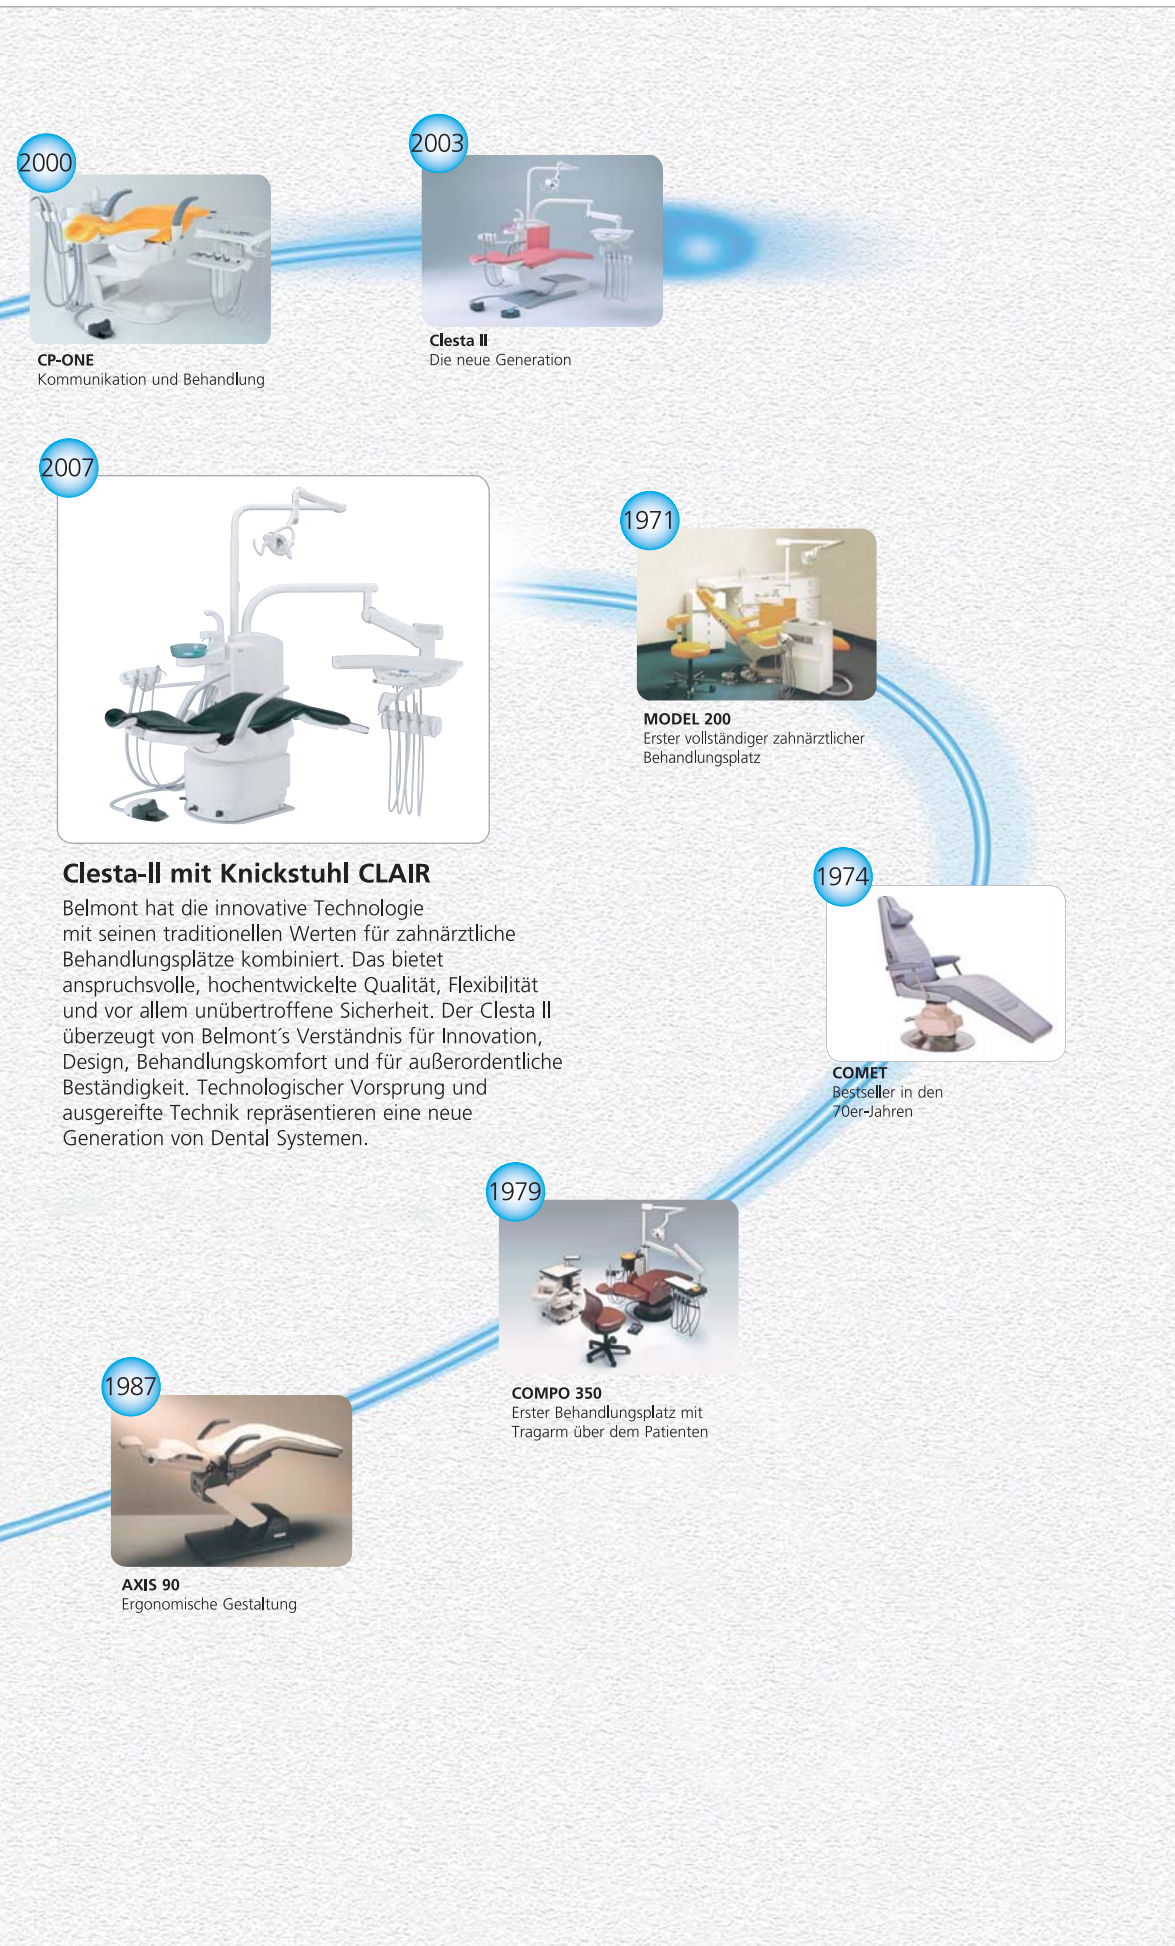 2000
CP-ONE
Kommunikation und Behandlung
2003
Clesta II
Die neue Generation
2007
Clesta-II mit Knickstuhl CLAIR
Belmont hat die innovative Technologie
mit seinen traditionellen Werten für zahnärztliche
Behandlungsplätze kombiniert. Das bietet
anspruchsvolle, hochentwickelte Qualität, Flexibilität
und vor allem unübertroffene Sicherheit. Der Clesta II
überzeugt von Belmont´s Verständnis für Innovation,
Design, Behandlungskomfort und für außerordentliche
Beständigkeit. Technologischer Vorsprung und
ausgereifte Technik repräsentieren eine neue
Generation von Dental Systemen.
1971
MODEL 200
Erster vollständiger zahnärztlicher
Behandlungsplatz
1974
COMET
Bestseller in den
70er-Jahren
1979
COMPO 350
Erster Behandlungsplatz mit
Tragarm über dem Patienten
1987
AXIS 90
Ergonomische Gestaltung